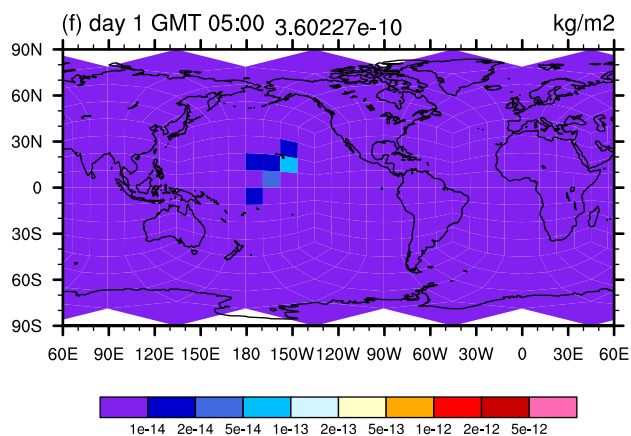 (f) day 1 GMT 05:00 3.60227e-10 kg/m2
90N
60N
30N
0
30S
60S
90S
60E 90E 120E 150E 180 150W 120W 90W 60W 30W 0 30E 60E
1e-14 2e-14 5e-14 1e-13 2e-13 5e-13 1e-12 2e-12 5e-12